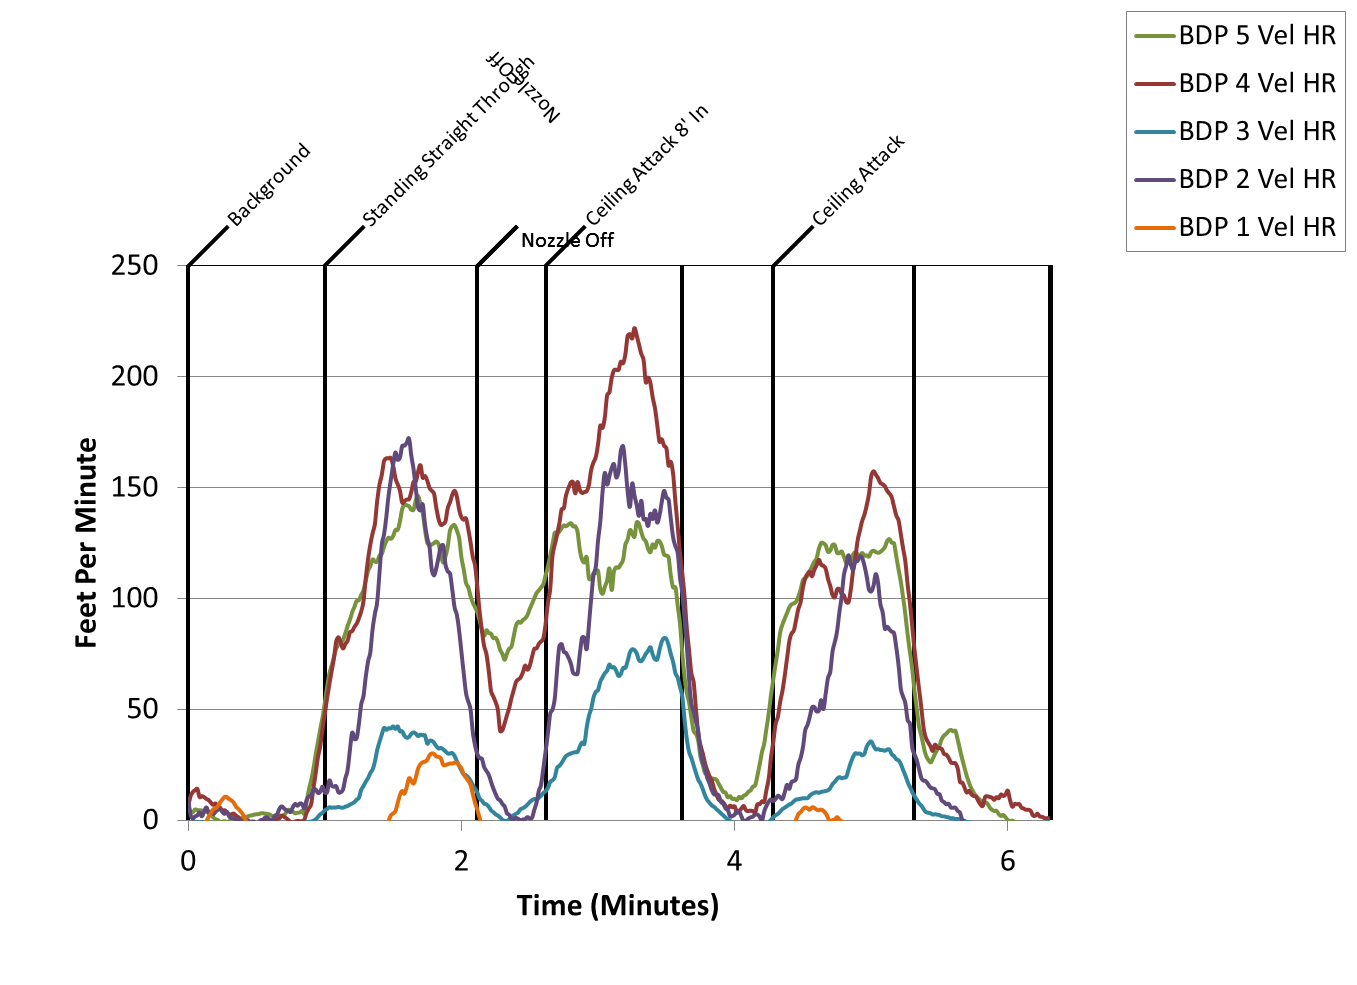 BDP 5 Vel HR
BDP 4 Vel HR
BDP 3 Vel HR
BDP 2 Vel HR
BDP 1 Vel HR
Background
Standing Straight Through
Nozzle Off
Nozzle Off
Ceiling Attack 8' In
Ceiling Attack
250
200
150
100
50
0
Feet Per Minute
0 2 4 6
Time (Minutes)